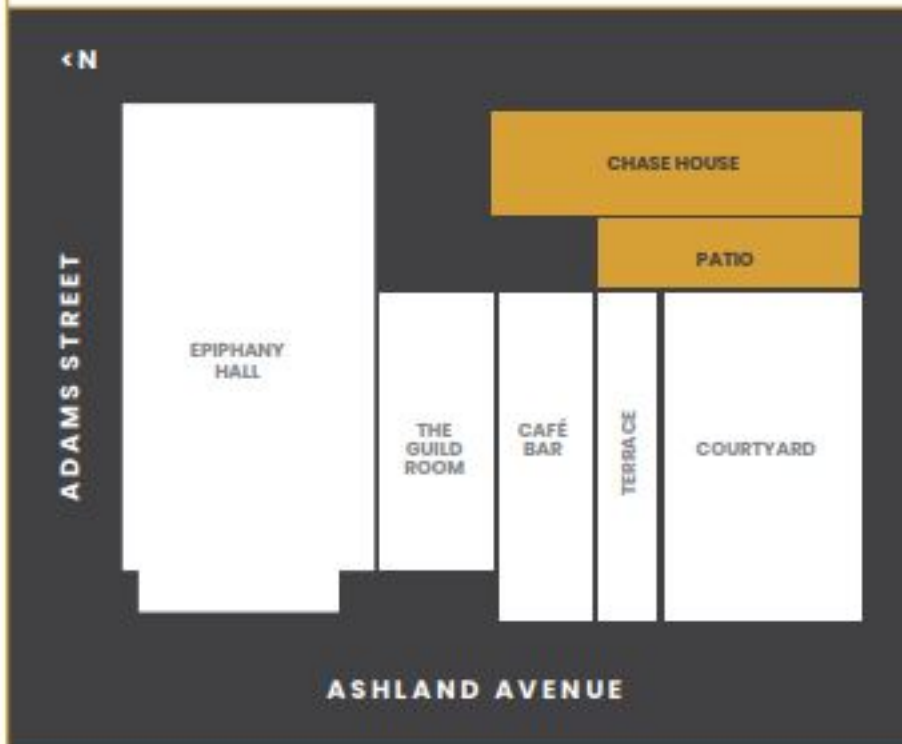 <N
CHASE HOUSE
PATIO
ADAMS STREET
EPIPHANY
HALL
THE
GUILD
ROOM
CAFÉ
BAR
TERRACE
COURTYARD
ASHLAND AVENUE